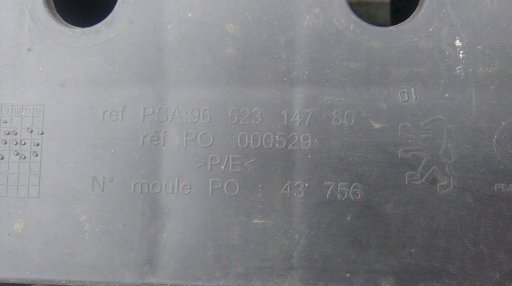 ref PSA:96 523 147 80
réf PO :000529
>P/E<
N° moule PO : 43 756